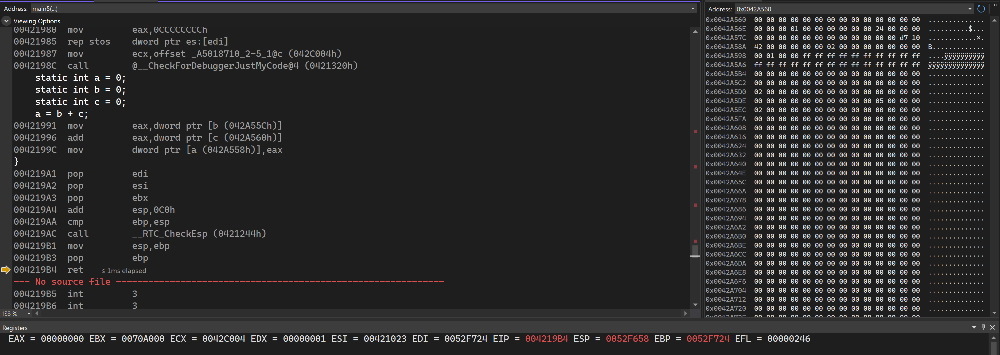 Address: main5(...)
Viewing Options
00421980 mov eax,0CCCCCCCCh
00421985 rep stos dword ptr es:[edi]
00421987 mov ecx,offset _A5018710_2-5_1@c (042C004h)
0042198C call @__CheckForDebuggerJustMyCode@4 (0421320h)
static int a = 0;
static int b = 0;
static int c = 0;
a = b + c;
00421991 mov eax,dword ptr [b (042A55Ch)]
00421996 add eax,dword ptr [c (042A560h)]
0042199C mov dword ptr [a (042A558h)],eax
}
004219A1 pop edi
004219A2 pop esi
004219A3 pop ebx
004219A4 add esp,0C0h
004219AA cmp ebp,esp
004219AC call __RTC_CheckEsp (0421244h)
004219B1 mov esp,ebp
004219B3 pop ebp
004219B4 ret ≤ 1ms elapsed
--- No source file -------------------------------------------------------------
004219B5 int 3
004219B6 int 3
133 %
Address: 0x0042A560
0x0042A560 00 00 00 00 00 00 00 00 00 00 00 00 00 00 ..............
0x0042A56E 00 00 00 01 00 00 00 00 00 00 24 00 00 00 ..........$...
0x0042A57C 00 00 00 00 00 00 00 00 00 00 00 00 d7 10 ............×.
0x0042A58A 42 00 00 00 00 00 02 00 00 00 00 00 00 00 B.............
0x0042A598 00 01 00 00 ff ff ff ff ff ff ff ff ff ff ....ÿÿÿÿÿÿÿÿÿÿ
0x0042A5A6 ff ff ff ff ff ff ff ff ff ff ff ff ff ff ÿÿÿÿÿÿÿÿÿÿÿÿÿÿ
0x0042A5B4 00 00 00 00 00 00 00 00 00 00 00 00 00 00 ..............
0x0042A5C2 00 00 00 00 00 00 00 00 00 00 00 00 00 00 ..............
0x0042A5D0 02 00 00 00 00 00 00 00 00 00 00 00 00 00 ..............
0x0042A5DE 00 00 00 00 00 00 00 00 00 00 05 00 00 00 ..............
0x0042A5EC 02 00 00 00 00 00 00 00 00 00 00 00 00 00 ..............
0x0042A5FA 00 00 00 00 00 00 00 00 00 00 00 00 00 00 ..............
0x0042A608 00 00 00 00 00 00 00 00 00 00 00 00 00 00 ..............
0x0042A616 00 00 00 00 00 00 00 00 00 00 00 00 00 00 ..............
0x0042A624 00 00 00 00 00 00 00 00 00 00 00 00 00 00 ..............
0x0042A632 00 00 00 00 00 00 00 00 00 00 00 00 00 00 ..............
0x0042A640 00 00 00 00 00 00 00 00 00 00 00 00 00 00 ..............
0x0042A64E 00 00 00 00 00 00 00 00 00 00 00 00 00 00 ..............
0x0042A65C 00 00 00 00 00 00 00 00 00 00 00 00 00 00 ..............
0x0042A66A 00 00 00 00 00 00 00 00 00 00 00 00 00 00 ..............
0x0042A678 00 00 00 00 00 00 00 00 00 00 00 00 00 00 ..............
0x0042A686 00 00 00 00 00 00 00 00 00 00 00 00 00 00 ..............
0x0042A694 00 00 00 00 00 00 00 00 00 00 00 00 00 00 ..............
0x0042A6A2 00 00 00 00 00 00 00 00 00 00 00 00 00 00 ..............
0x0042A6B0 00 00 00 00 00 00 00 00 00 00 00 00 00 00 ..............
0x0042A6BE 00 00 00 00 00 00 00 00 00 00 00 00 00 00 ..............
0x0042A6CC 00 00 00 00 00 00 00 00 00 00 00 00 00 00 ..............
0x0042A6DA 00 00 00 00 00 00 00 00 00 00 00 00 00 00 ..............
0x0042A6E8 00 00 00 00 00 00 00 00 00 00 00 00 00 00 ..............
0x0042A6F6 00 00 00 00 00 00 00 00 00 00 00 00 00 00 ..............
0x0042A704 00 00 00 00 00 00 00 00 00 00 00 00 00 00 ..............
0x0042A712 00 00 00 00 00 00 00 00 00 00 00 00 00 00 ..............
0x0042A720 00 00 00 00 00 00 00 00 00 00 00 00 00 00 ..............
Registers
EAX = 00000000 EBX = 0070A000 ECX = 0042C004 EDX = 00000001 ESI = 00421023 EDI = 0052F724 EIP = 004219B4 ESP = 0052F658 EBP = 0052F724 EFL = 00000246